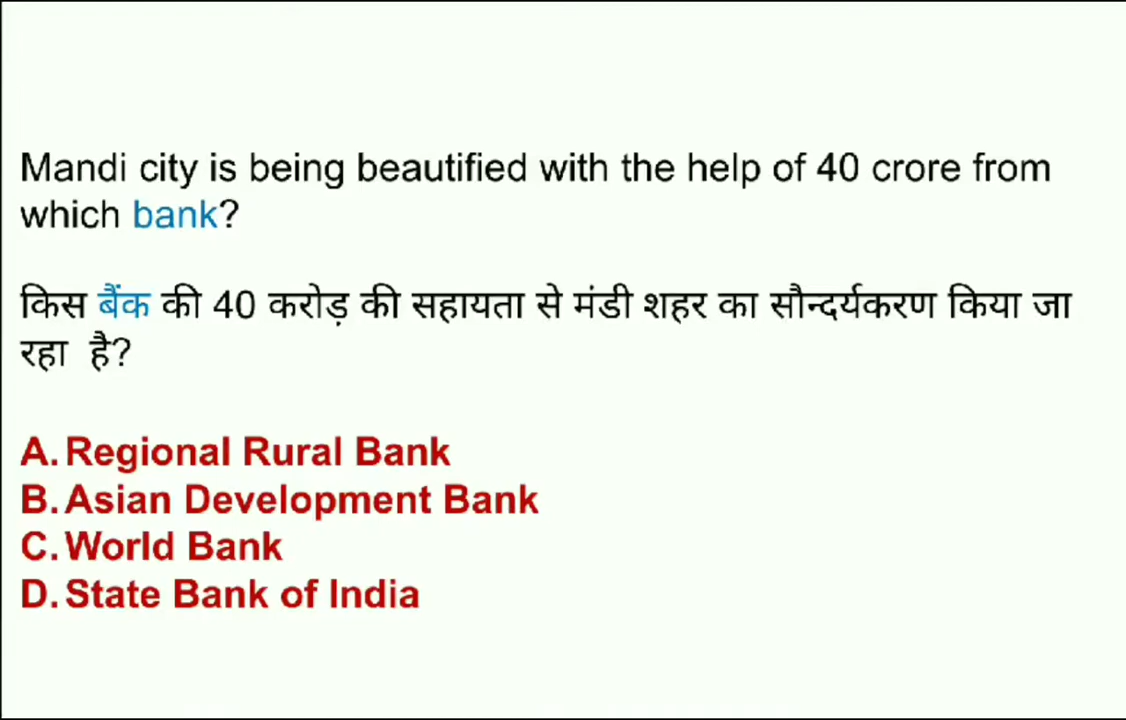 Mandi city is being beautified with the help of 40 crore from
which bank?
किस बैंक की 40 करोड़ की सहायता से मंडी शहर का सौन्दर्यकरण किया जा
रहा है?
A. Regional Rural Bank
B. Asian Development Bank
C. World Bank
D. State Bank of India